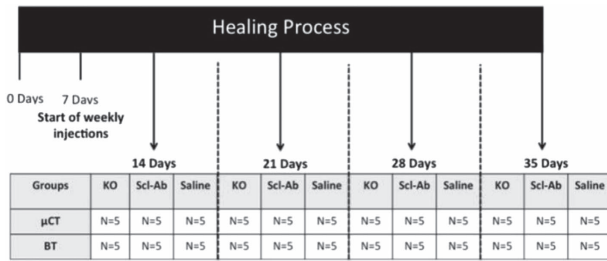 Healing Process
0 Days 7 Days
Start of weekly
injections
14 Days 21 Days 28 Days 35 Days
Groups KO Scl-Ab Saline KO Scl-Ab Saline KO Scl-Ab Saline KO Scl-Ab Saline
μCT N=5 N=5 N=5 N=5 N=5 N=5 N=5 N=5 N=5 N=5 N=5 N=5
BT N=5 N=5 N=5 N=5 N=5 N=5 N=5 N=5 N=5 N=5 N=5 N=5